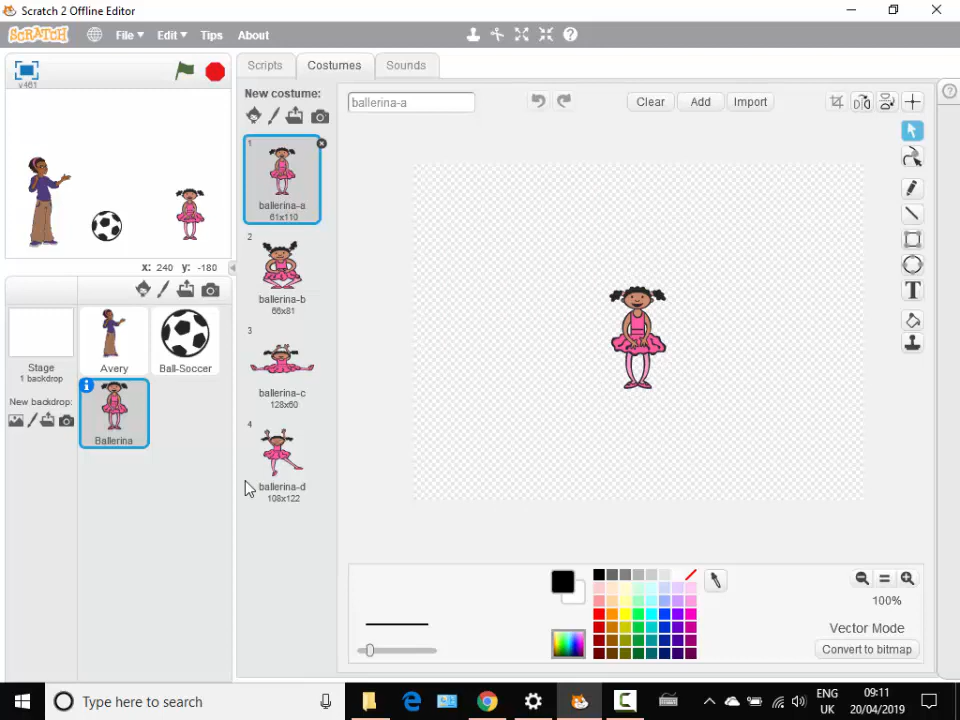 Scratch 2 Offline Editor
SCRATCH
File
Edit
Tips
About
v461
Scripts
Costumes
Sounds
New costume:
ballerina-a
Clear
Add
Import
1
ballerina-a
61x110
2
ballerina-b
66x81
3
ballerina-c
128x60
4
ballerina-d
108x122
x: 240 y: -180
Stage
1 backdrop
New backdrop:
Avery
Ball-Soccer
Ballerina
T
100%
Vector Mode
Convert to bitmap
Type here to search
ENG
UK
09:11
20/04/2019